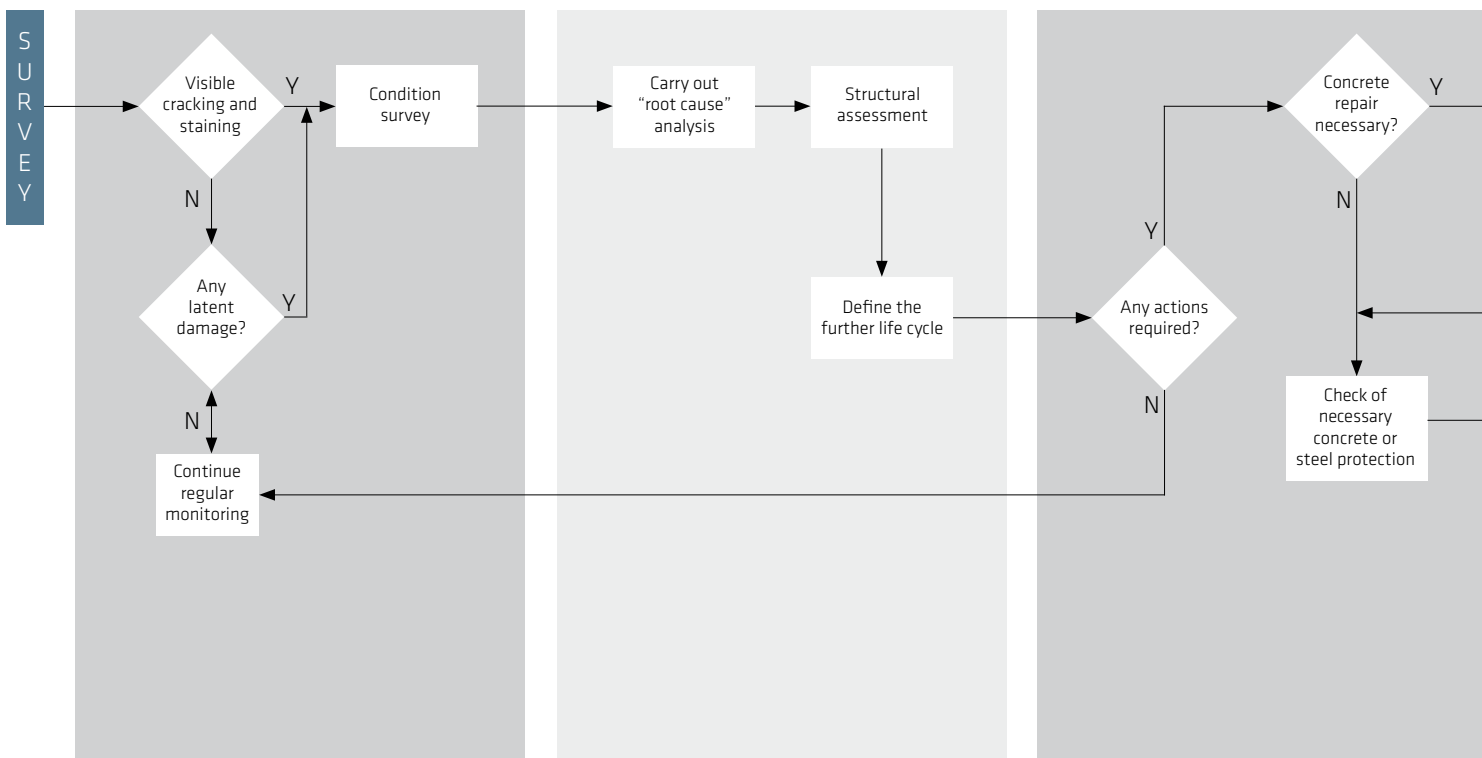 SURVEY
Visible
cracking and
staining
Y
Condition
survey
N
Any
latent
damage?
Y
N
Continue
regular
monitoring
Carry out
“root cause”
analysis
Structural
assessment
Define the
further life cycle
Any actions
required?
Y
N
Concrete
repair
necessary?
Y
N
Check of
necessary
concrete or
steel protection